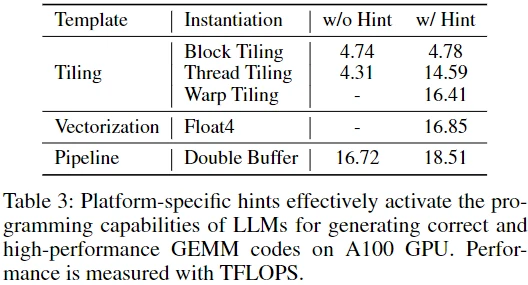 Template Instantiation w/o Hint w/ Hint
Block Tiling 4.74 4.78
Tiling Thread Tiling 4.31 14.59
Warp Tiling - 16.41
Vectorization Float4 - 16.85
Pipeline Double Buffer 16.72 18.51
Table 3: Platform-specific hints effectively activate the pro-
gramming capabilities of LLMs for generating correct and
high-performance GEMM codes on A100 GPU. Perfor-
mance is measured with TFLOPS.